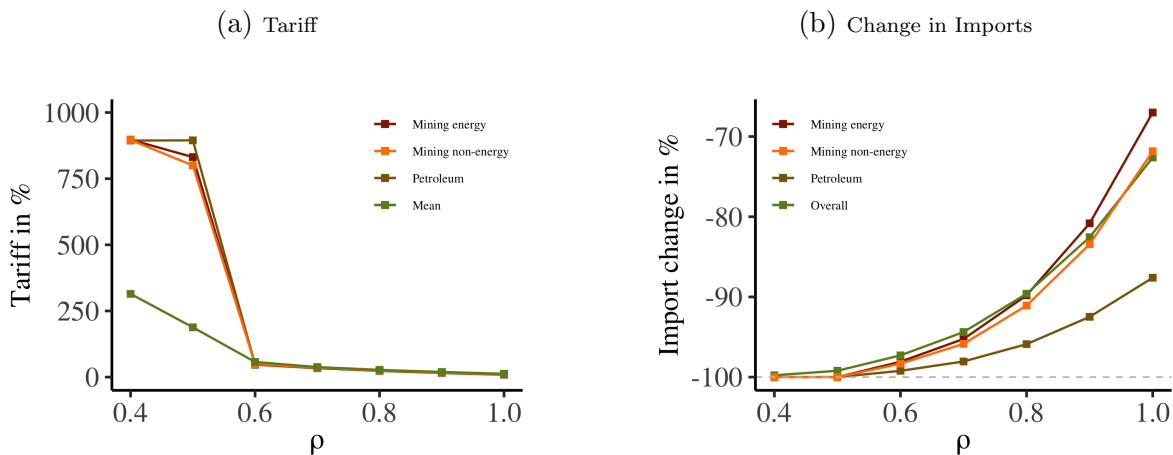 (a) Tariff
1000
750
500
250
0
Tariff in %
Mining energy
Mining non-energy
Petroleum
Mean
0.4 0.6 0.8 1.0
ρ
(b) Change in Imports
-70
-80
-90
-100
Import change in %
Mining energy
Mining non-energy
Petroleum
Overall
0.4 0.6 0.8 1.0
ρ